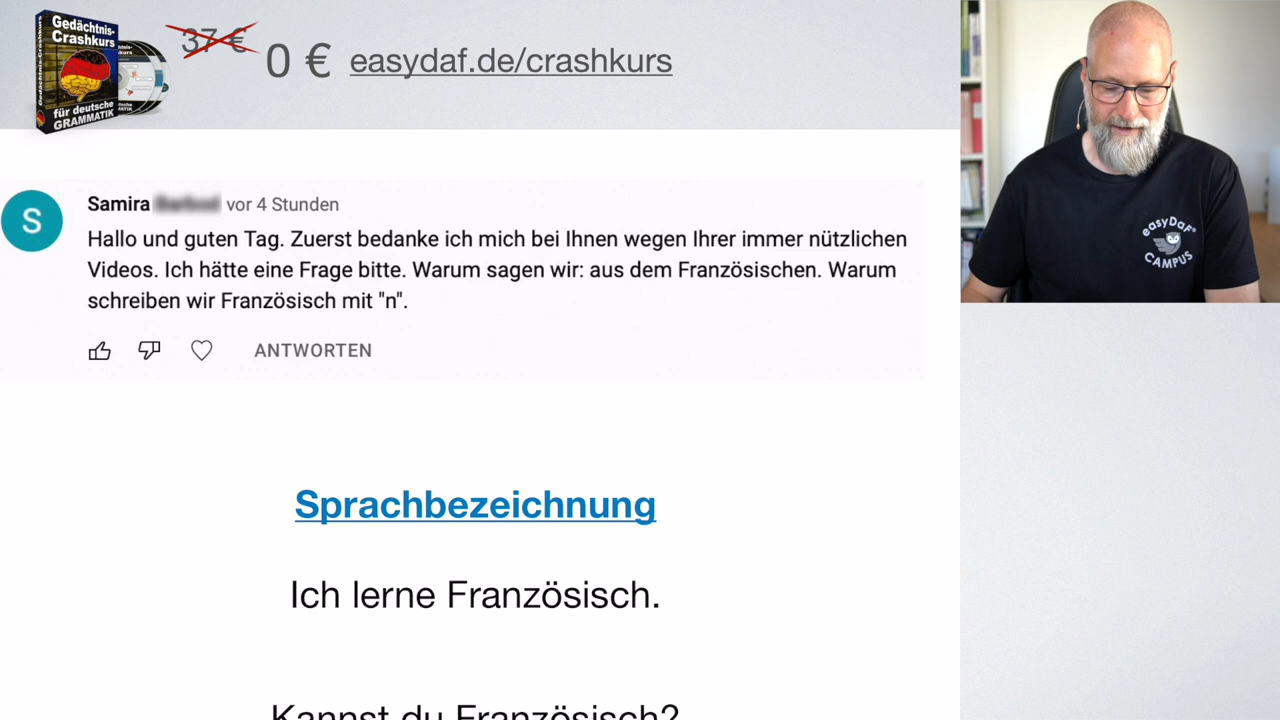 Gedächtnis-
Crashkurs
für deutsche
GRAMMATIK
37 €
0 € easydaf.de/crashkurs
easyDaF®
CAMPUS
S
Samira vor 4 Stunden
Hallo und guten Tag. Zuerst bedanke ich mich bei Ihnen wegen Ihrer immer nützlichen
Videos. Ich hätte eine Frage bitte. Warum sagen wir: aus dem Französischen. Warum
schreiben wir Französisch mit "n".
ANTWORTEN
Sprachbezeichnung
Ich lerne Französisch.
Kannst du Französisch?